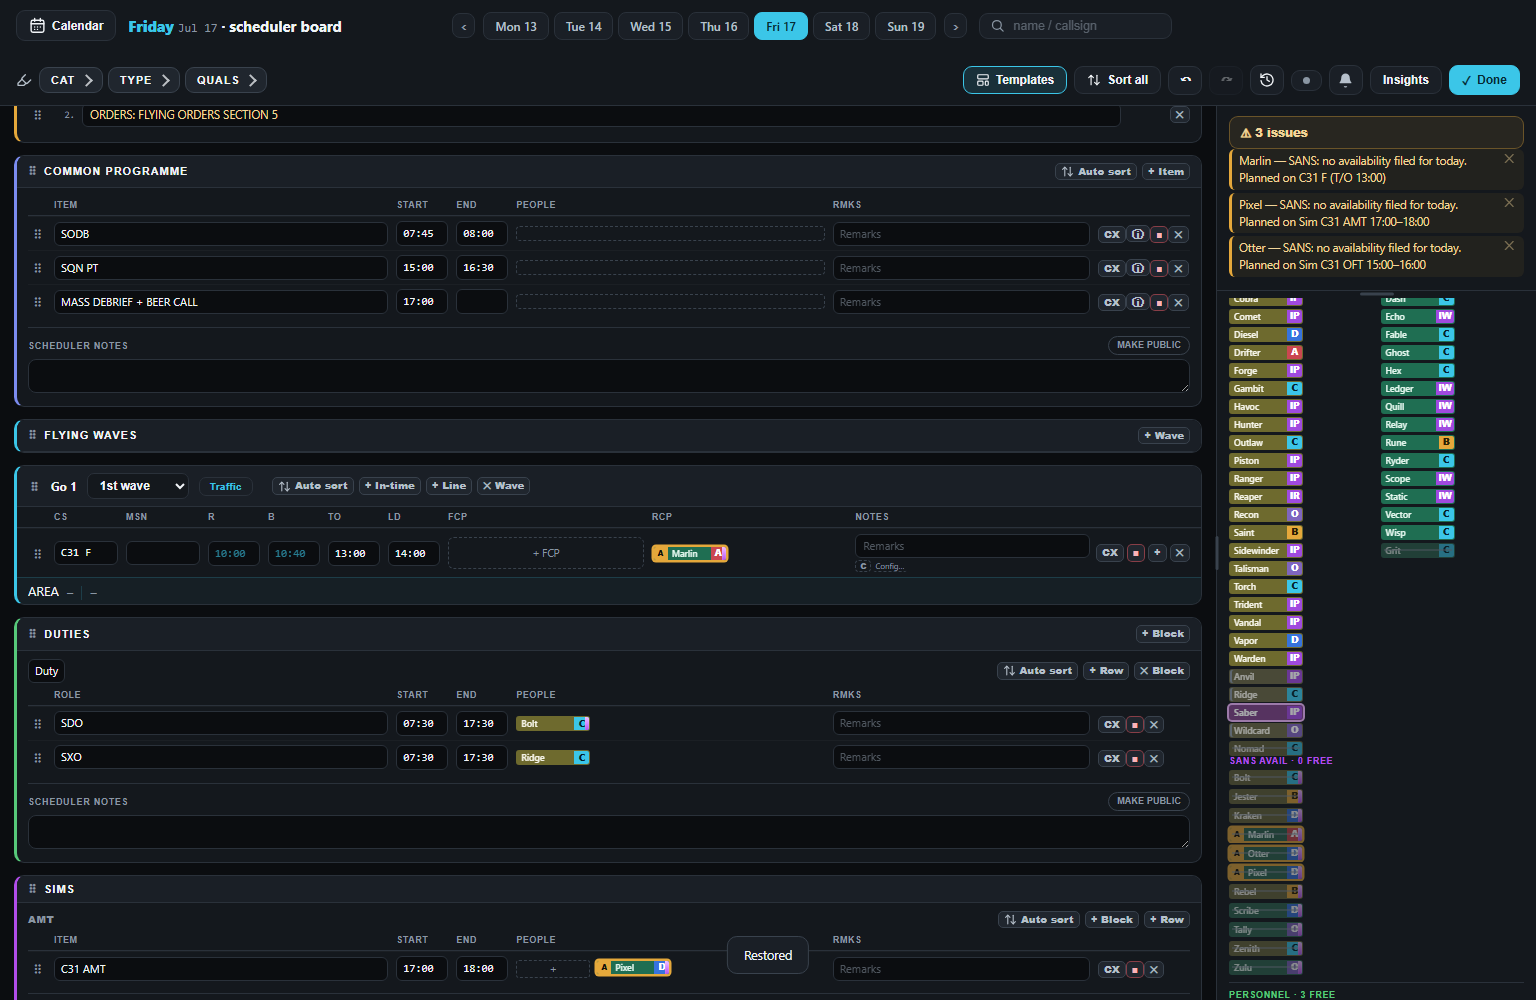 Calendar
Friday Jul 17 · scheduler board
‹ Mon 13 Tue 14 Wed 15 Thu 16 Fri 17 Sat 18 Sun 19 ›
name / callsign
CAT TYPE QUALS
Templates Sort all Insights ✓ Done
2. ORDERS: FLYING ORDERS SECTION 5
COMMON PROGRAMME Auto sort + Item
ITEM START END PEOPLE RMKS
SODB 07:45 08:00 Remarks CX
SQN PT 15:00 16:30 Remarks CX
MASS DEBRIEF + BEER CALL 17:00 Remarks CX
SCHEDULER NOTES MAKE PUBLIC
FLYING WAVES + Wave
Go 1 1st wave Traffic Auto sort + In-time + Line × Wave
CS MSN R B TO LD FCP RCP NOTES
C31 F 10:00 10:40 13:00 14:00 + FCP A Marlin A Remarks CX
C Config...
AREA – | –
DUTIES + Block
Duty Auto sort + Row × Block
ROLE START END PEOPLE RMKS
SDO 07:30 17:30 Bolt C Remarks CX
SXO 07:30 17:30 Ridge C Remarks CX
SCHEDULER NOTES MAKE PUBLIC
SIMS
AMT Auto sort + Block + Row
ITEM START END PEOPLE RMKS
C31 AMT 17:00 18:00 + A Pixel D Remarks CX
Restored
⚠ 3 issues
Marlin — SANS: no availability filed for today.
Planned on C31 F (T/O 13:00)
Pixel — SANS: no availability filed for today.
Planned on Sim C31 AMT 17:00–18:00
Otter — SANS: no availability filed for today.
Planned on Sim C31 OFT 15:00–16:00
Cobra IP
Comet IP
Diesel D
Drifter A
Forge IP
Gambit C
Havoc IP
Hunter IP
Outlaw C
Piston IP
Ranger IP
Reaper IR
Recon O
Saint B
Sidewinder IP
Talisman O
Torch C
Trident IP
Vandal IP
Vapor D
Warden IP
Anvil IP
Ridge C
Saber IP
Wildcard O
Nomad C
Dash C
Echo IW
Fable C
Ghost C
Hex C
Ledger IW
Quill IW
Relay IW
Rune B
Ryder C
Scope IW
Static IW
Vector C
Wisp C
Grit C
SANS AVAIL · 0 FREE
Bolt C
Jester B
Kraken D
A Marlin A
A Otter D
A Pixel D
Rebel B
Scribe D
Tally O
Zenith C
Zulu O
PERSONNEL · 3 FREE